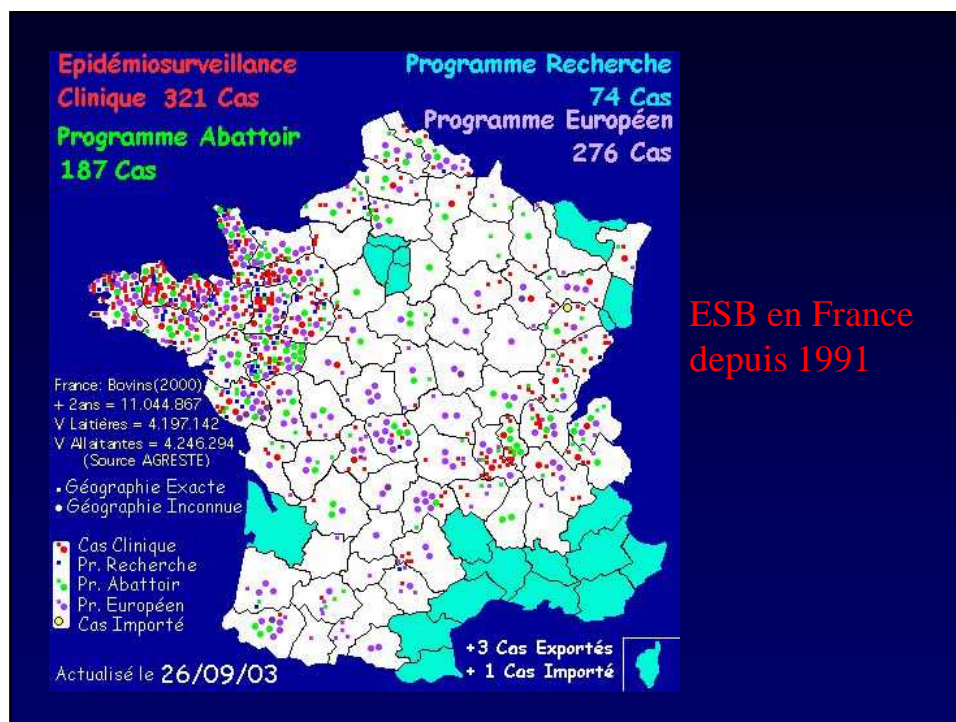 Epidémiosurveillance
Clinique 321 Cas
Programme Abattoir
187 Cas
Programme Recherche
74 Cas
Programme Européen
276 Cas
ESB en France
depuis 1991
France: Bovins(2000)
+ 2ans = 11.044.867
V Laitières = 4.197.142
V Allaitantes = 4.246.294
(Source AGRESTE)
Géographie Exacte
Géographie Inconnue
Cas Clinique
Pr. Recherche
Pr. Abattoir
Pr. Européen
Cas Importé
+3 Cas Exportés
+ 1 Cas Importé
Actualisé le 26/09/03